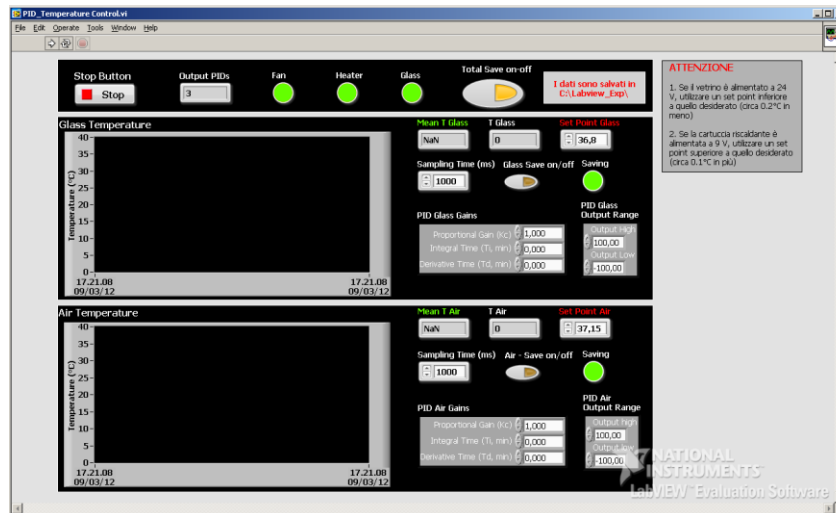 PID_Temperature Control.vi
File Edit Operate Tools Window Help
Stop Button
Stop
Output PIDs
3
Fan
Heater
Glass
Total Save on-off
I dati sono salvati in
C:\Labview_Exp\
ATTENZIONE
1. Se il vetrino è alimentato a 24
V, utilizzare un set point inferiore
a quello desiderato (circa 0.2°C in
meno)
2. Se la cartuccia riscaldante è
alimentata a 9 V, utilizzare un set
point superiore a quello desiderato
(circa 0.1°C in più)
Glass Temperature
Temperature (°C)
40
35
30
25
20
15
10
5
0
17.21.08
09/03/12
17.21.08
09/03/12
Mean T Glass
NaN
T Glass
0
Set Point Glass
36,8
Sampling Time (ms)
1000
Glass Save on/off
Saving
PID Glass Gains
Proportional Gain (Kc) 1,000
Integral Time (Ti, min) 0,000
Derivative Time (Td, min) 0,000
PID Glass
Output Range
Output High
100,00
Output Low
-100,00
Air Temperature
Temperature (°C)
40
35
30
25
20
15
10
5
0
17.21.08
09/03/12
17.21.08
09/03/12
Mean T Air
NaN
T Air
0
Set Point Air
37,15
Sampling Time (ms)
1000
Air - Save on/off
Saving
PID Air Gains
Proportional Gain (Kc) 1,000
Integral Time (Ti, min) 0,000
Derivative Time (Td, min) 0,000
PID Air
Output Range
Output high
100,00
Output low
-100,00
NATIONAL
INSTRUMENTS
LabVIEW™ Evaluation Software